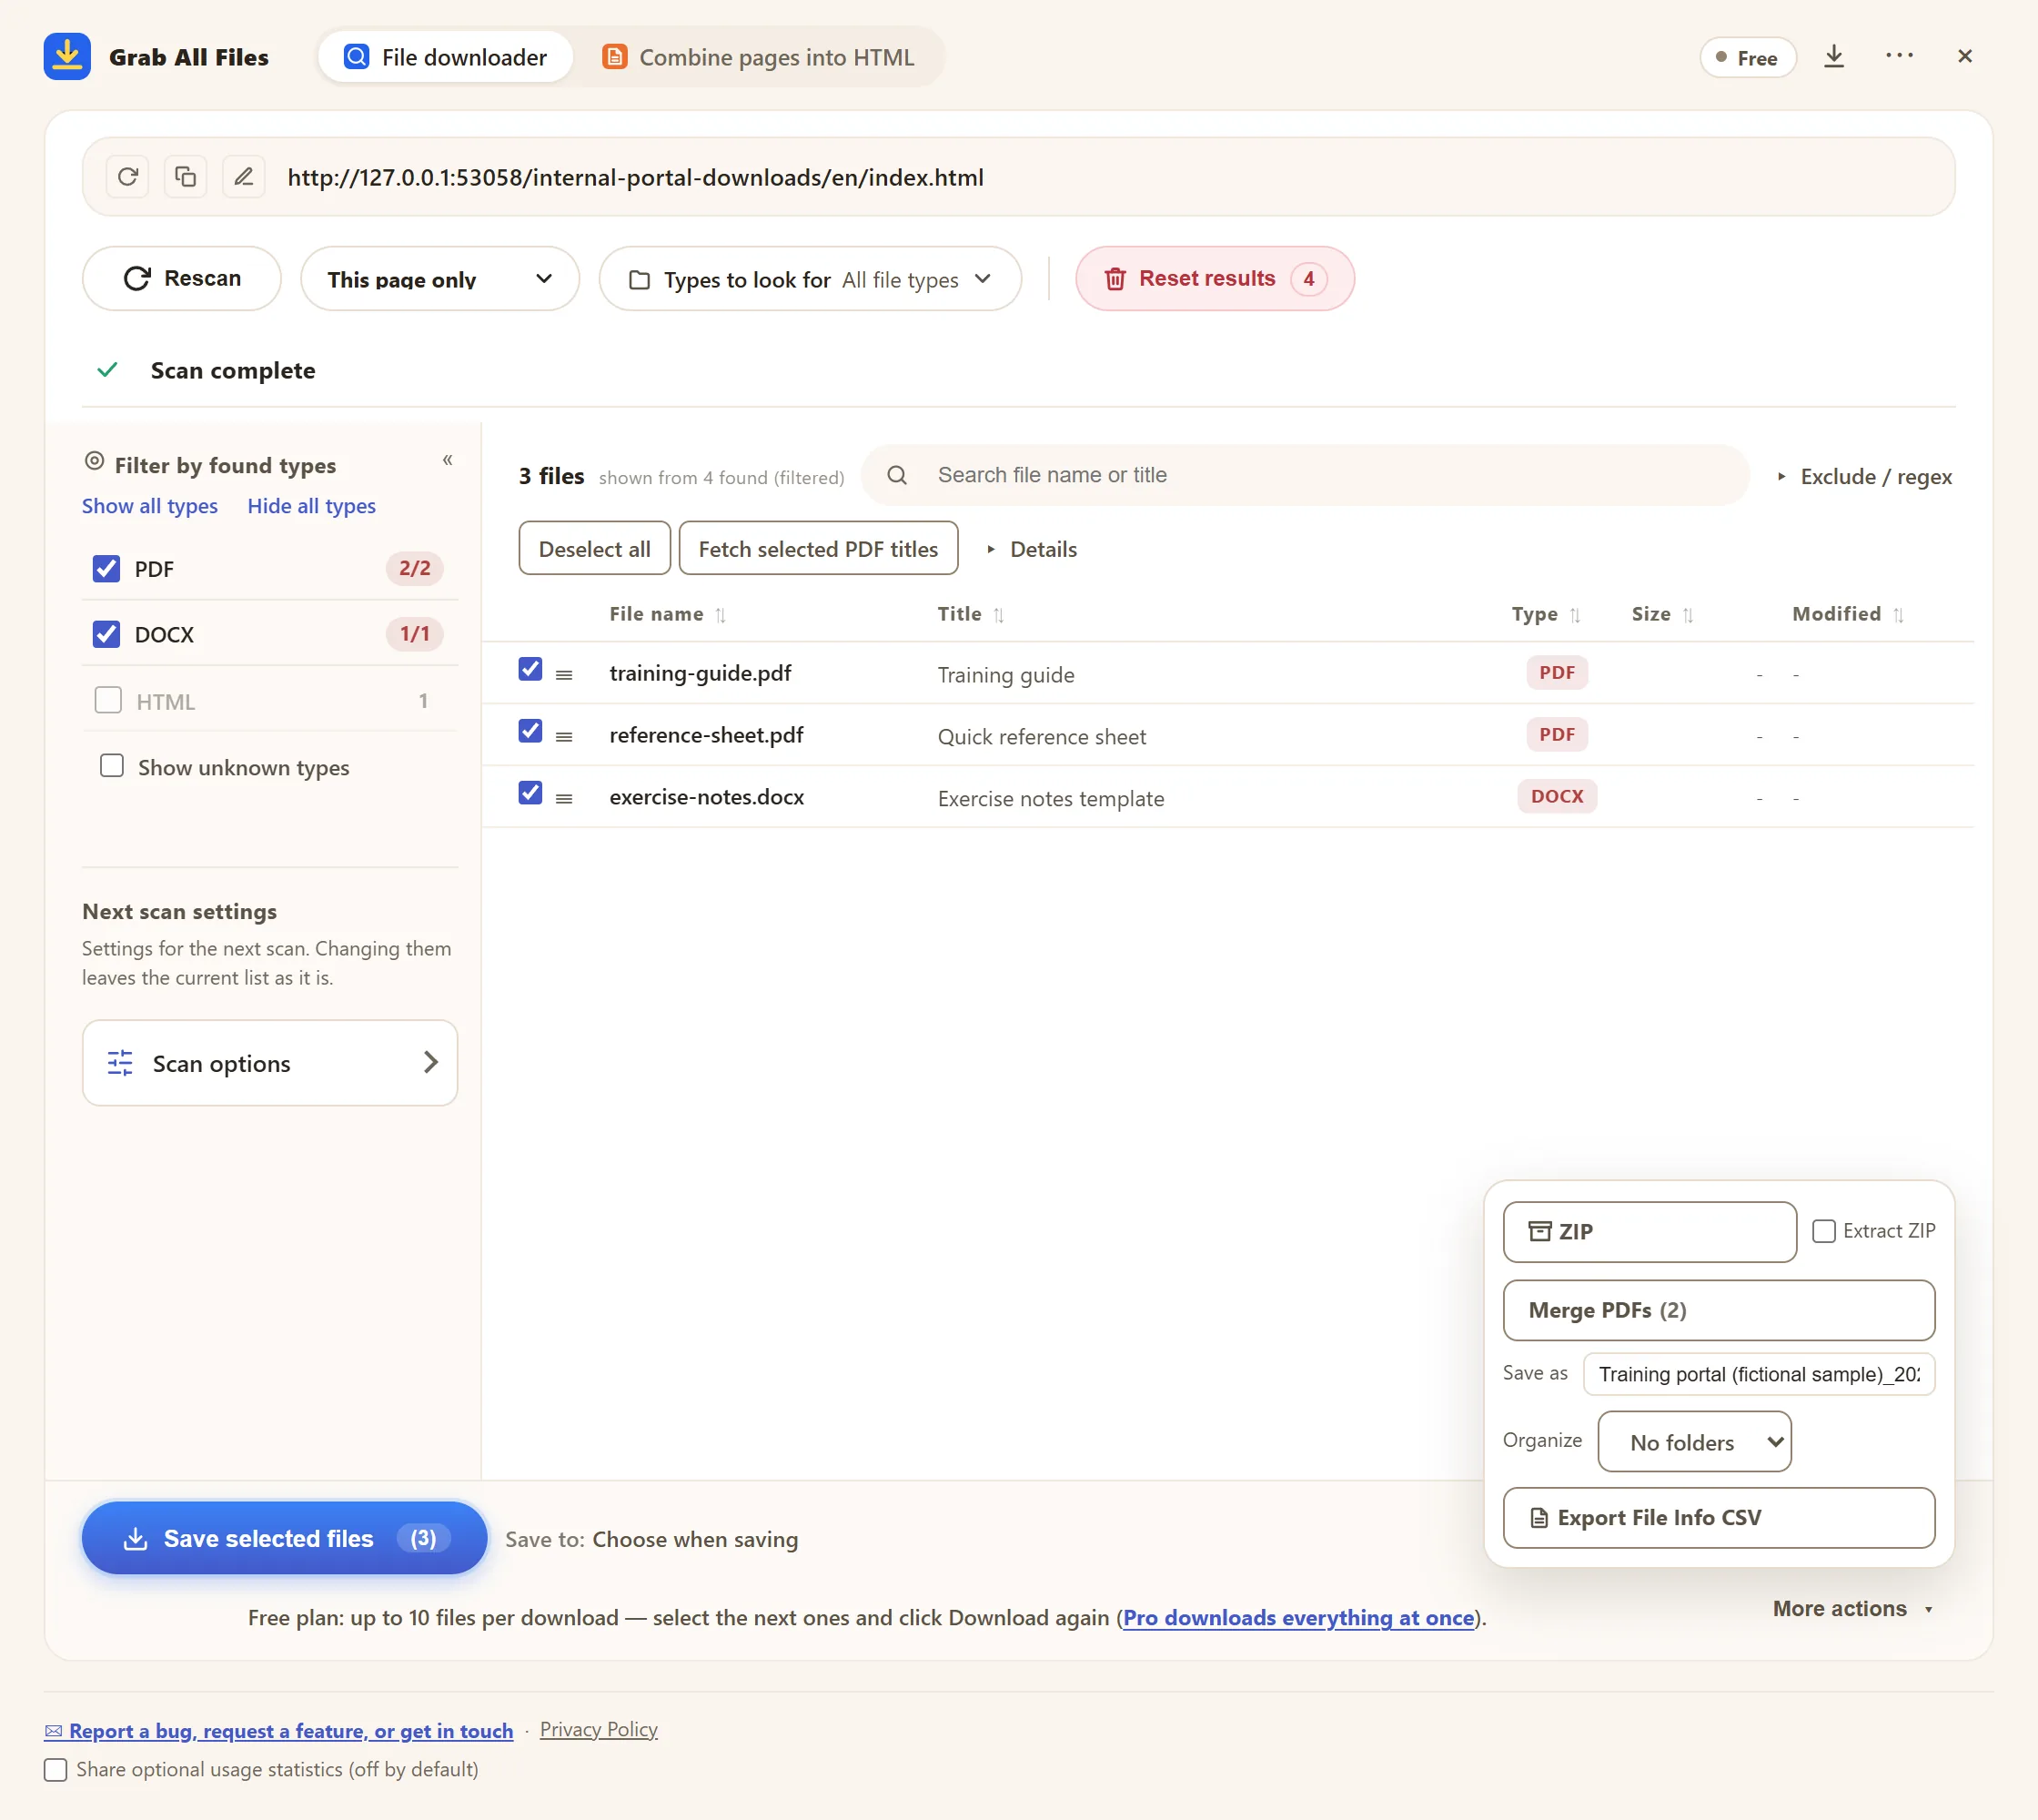 Grab All Files
File downloader
Combine pages into HTML
Free
http://127.0.0.1:53058/internal-portal-downloads/en/index.html
Rescan
This page only
Types to look for All file types
Reset results 4
Scan complete
Filter by found types
Show all types Hide all types
PDF 2/2
DOCX 1/1
HTML 1
Show unknown types
Next scan settings
Settings for the next scan. Changing them
leaves the current list as it is.
Scan options
3 files shown from 4 found (filtered)
Search file name or title
Exclude / regex
Deselect all
Fetch selected PDF titles
Details
File name Title Type Size Modified
training-guide.pdf Training guide PDF - -
reference-sheet.pdf Quick reference sheet PDF - -
exercise-notes.docx Exercise notes template DOCX - -
ZIP
Extract ZIP
Merge PDFs (2)
Save as Training portal (fictional sample)_202
Organize No folders
Export File Info CSV
Save selected files (3)
Save to: Choose when saving
Free plan: up to 10 files per download — select the next ones and click Download again (Pro downloads everything at once).
More actions
Report a bug, request a feature, or get in touch · Privacy Policy
Share optional usage statistics (off by default)